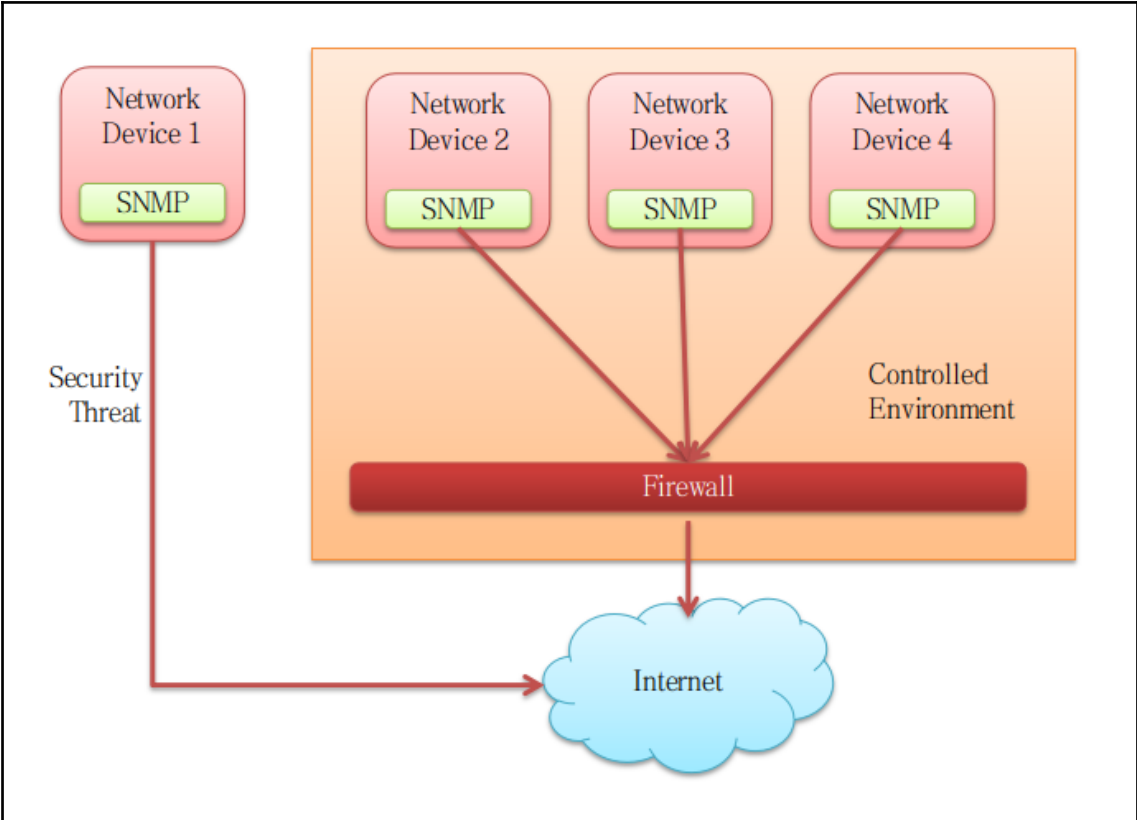 Network
Device 1
SNMP
Network
Device 2
SNMP
Network
Device 3
SNMP
Network
Device 4
SNMP
Security
Threat
Controlled
Environment
Firewall
Internet